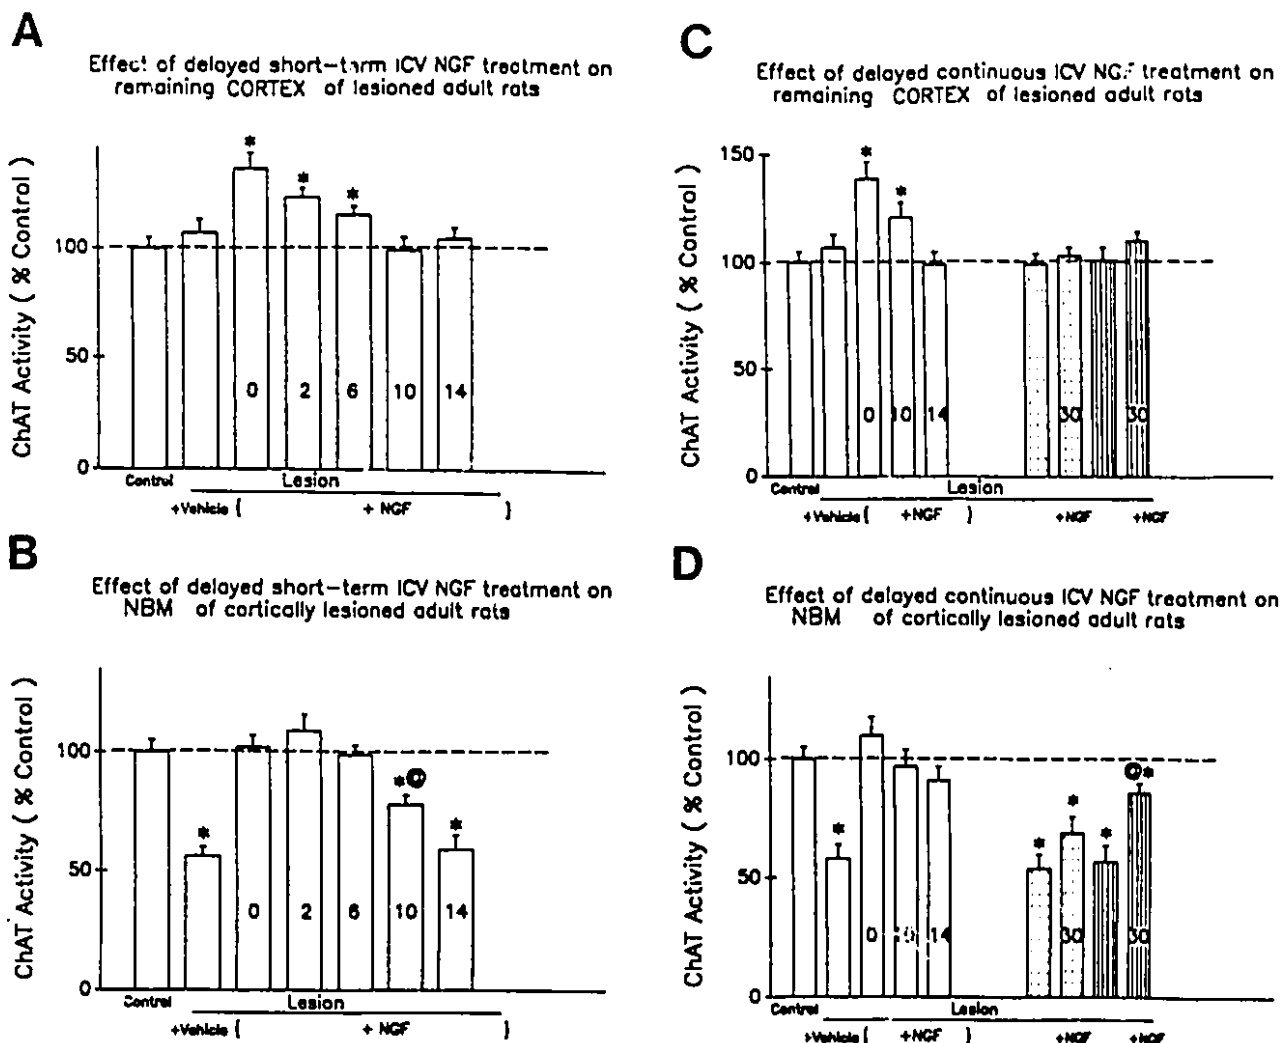 A
Effect of delayed short-term ICV NGF treatment on
remaining CORTEX of lesioned adult rats
ChAT Activity ( % Control )
100
50
0
*
*
*
0 2 6 10 14
Control Lesion
+Vehicle [ + NGF ]
B
Effect of delayed short-term ICV NGF treatment on
NBM of cortically lesioned adult rats
ChAT Activity ( % Control )
100
50
0
*
*@
*
0 2 6 10 14
Control Lesion
+Vehicle [ + NGF ]
C
Effect of delayed continuous ICV NGF treatment on
remaining CORTEX of lesioned adult rats
ChAT Activity ( % Control )
150
100
50
0
*
*
0 10 14 30 30
Control Lesion
+Vehicle [ +NGF ] +NGF +NGF
D
Effect of delayed continuous ICV NGF treatment on
NBM of cortically lesioned adult rats
ChAT Activity ( % Control )
100
50
0
*
*
*
*
@*
0 10 14 30 30
Control Lesion
+Vehicle [ +NGF ] +NGF +NGF